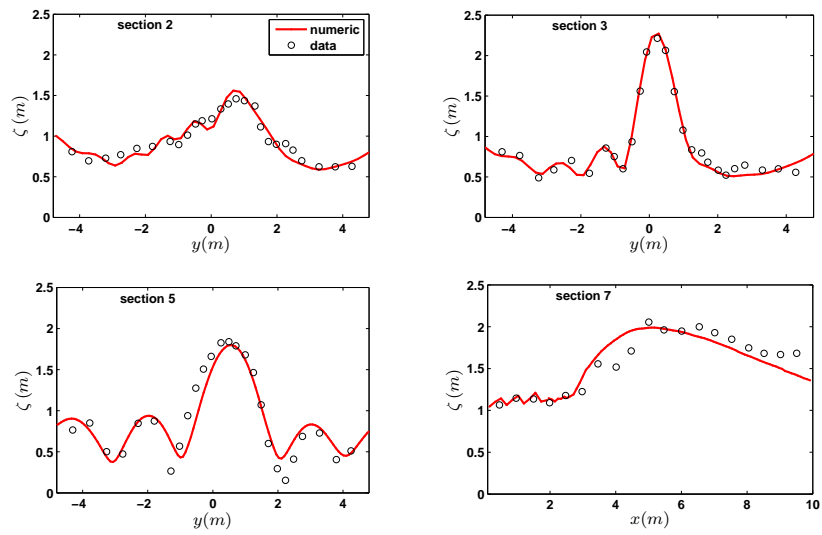 section 2
numeric
data
2.5
2
1.5
1
0.5
0
ζ (m)
−4 −2 0 2 4
y(m)
section 3
2.5
2
1.5
1
0.5
0
ζ (m)
−4 −2 0 2 4
y(m)
section 5
2.5
2
1.5
1
0.5
0
ζ (m)
−4 −2 0 2 4
y(m)
section 7
2.5
2
1.5
1
0.5
0
ζ (m)
2 4 6 8 10
x(m)